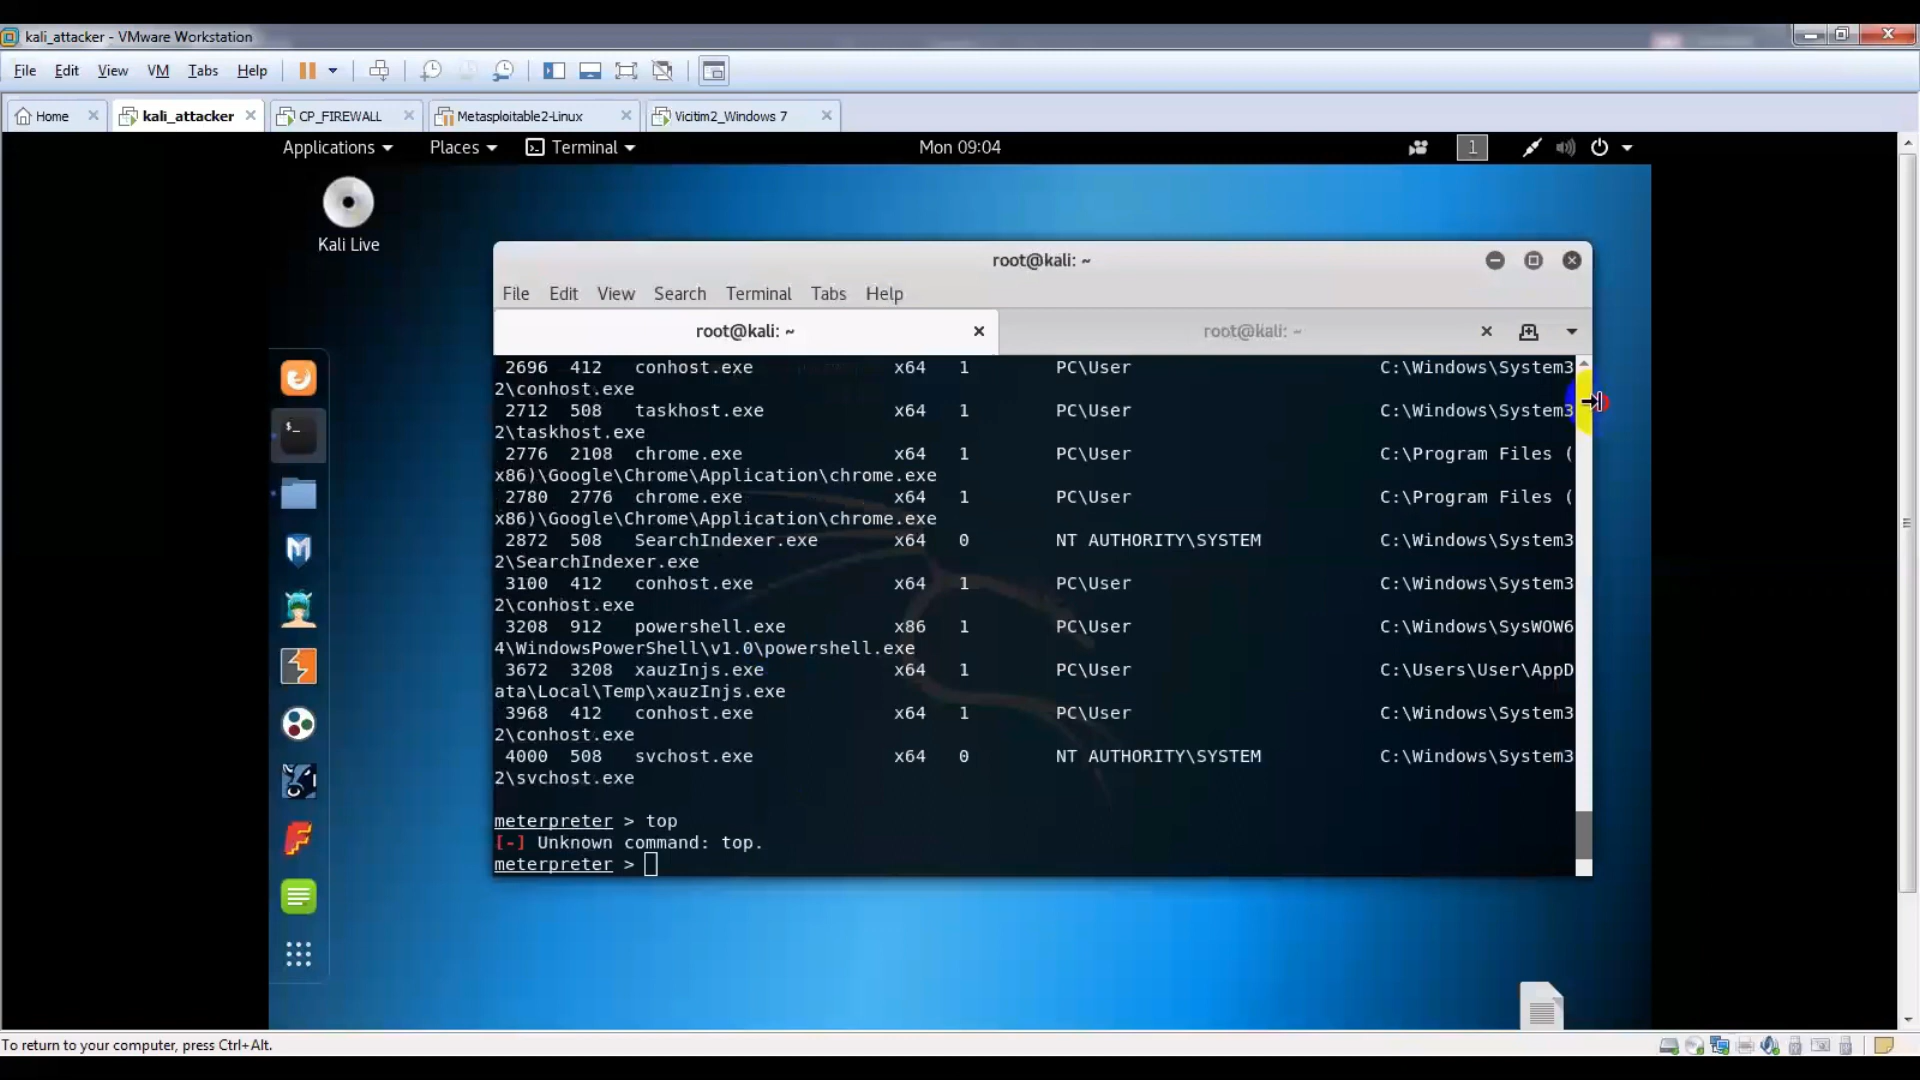 kali_attacker - VMware Workstation
File Edit View VM Tabs Help
Home kali_attacker CP_FIREWALL Metasploitable2-Linux Vicitim2_Windows 7
Applications Places Terminal Mon 09:04 1
Kali Live
root@kali: ~
File Edit View Search Terminal Tabs Help
root@kali: ~ root@kali: ~
2696 412 conhost.exe x64 1 PC\User C:\Windows\System3
2\conhost.exe
2712 508 taskhost.exe x64 1 PC\User C:\Windows\System3
2\taskhost.exe
2776 2108 chrome.exe x64 1 PC\User C:\Program Files (
x86)\Google\Chrome\Application\chrome.exe
2780 2776 chrome.exe x64 1 PC\User C:\Program Files (
x86)\Google\Chrome\Application\chrome.exe
2872 508 SearchIndexer.exe x64 0 NT AUTHORITY\SYSTEM C:\Windows\System3
2\SearchIndexer.exe
3100 412 conhost.exe x64 1 PC\User C:\Windows\System3
2\conhost.exe
3208 912 powershell.exe x86 1 PC\User C:\Windows\SysWOW6
4\WindowsPowerShell\v1.0\powershell.exe
3672 3208 xauzInjs.exe x64 1 PC\User C:\Users\User\AppD
ata\Local\Temp\xauzInjs.exe
3968 412 conhost.exe x64 1 PC\User C:\Windows\System3
2\conhost.exe
4000 508 svchost.exe x64 0 NT AUTHORITY\SYSTEM C:\Windows\System3
2\svchost.exe
meterpreter > top
[-] Unknown command: top.
meterpreter >
To return to your computer, press Ctrl+Alt.